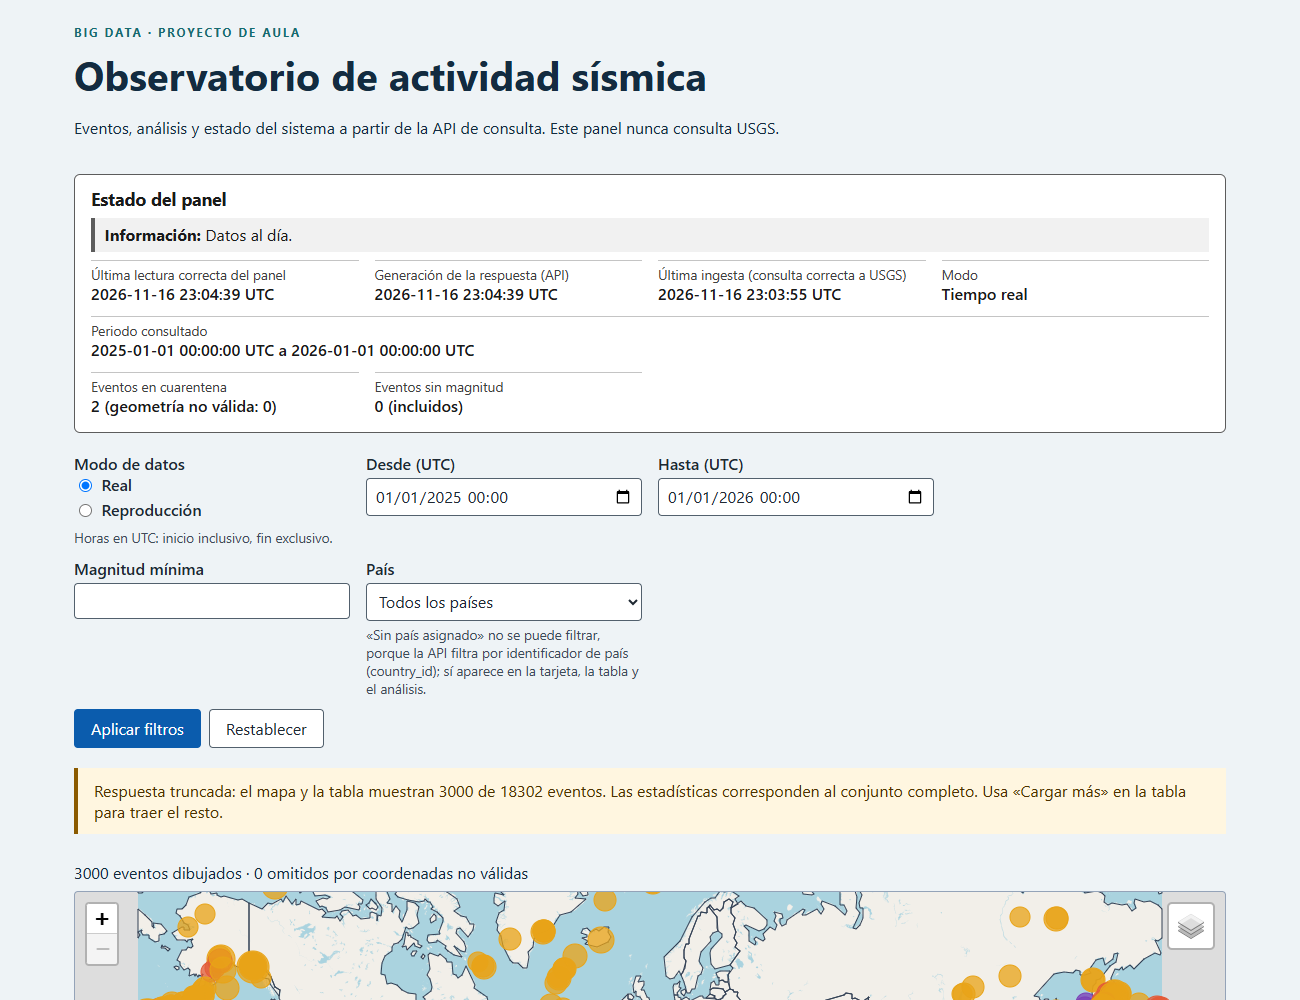 BIG DATA · PROYECTO DE AULA
Observatorio de actividad sísmica
Eventos, análisis y estado del sistema a partir de la API de consulta. Este panel nunca consulta USGS.
Estado del panel
Información: Datos al día.
Última lectura correcta del panel
2026-11-16 23:04:39 UTC
Generación de la respuesta (API)
2026-11-16 23:04:39 UTC
Última ingesta (consulta correcta a USGS)
2026-11-16 23:03:55 UTC
Modo
Tiempo real
Periodo consultado
2025-01-01 00:00:00 UTC a 2026-01-01 00:00:00 UTC
Eventos en cuarentena
2 (geometría no válida: 0)
Eventos sin magnitud
0 (incluidos)
Modo de datos
Real
Reproducción
Desde (UTC)
01/01/2025 00:00
Hasta (UTC)
01/01/2026 00:00
Horas en UTC: inicio inclusivo, fin exclusivo.
Magnitud mínima
País
Todos los países
«Sin país asignado» no se puede filtrar,
porque la API filtra por identificador de país
(country_id); sí aparece en la tarjeta, la tabla y
el análisis.
Aplicar filtros
Restablecer
Respuesta truncada: el mapa y la tabla muestran 3000 de 18302 eventos. Las estadísticas corresponden al conjunto completo. Usa «Cargar más» en la tabla
para traer el resto.
3000 eventos dibujados · 0 omitidos por coordenadas no válidas
+
−